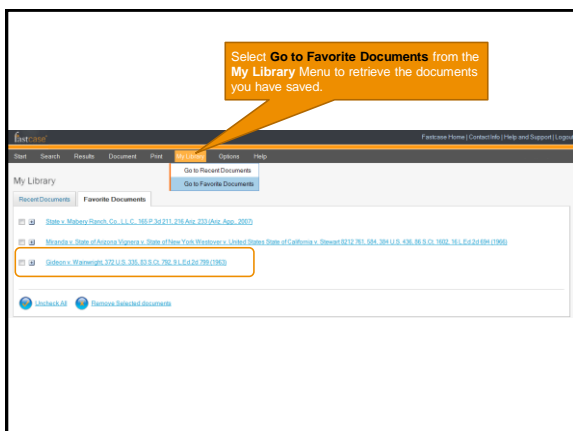 Select Go to Favorite Documents from the
My Library Menu to retrieve the documents
you have saved.
fastcase
Fastcase Home | Contact Info | Help and Support | Logout
Start Search Results Document Print My Library Options Help
Go to Recent Documents
Go to Favorite Documents
My Library
Recent Documents Favorite Documents
State v. Mabery Ranch, Co., L.L.C., 165 P.3d 211, 216 Ariz. 233 (Ariz. App., 2007)
Miranda v. State of Arizona Vignera v. State of New York Westover v. United States State of California v. Stewart 8212 761, 584, 384 U.S. 436, 86 S.Ct. 1602, 16 L.Ed.2d 694 (1966)
Gideon v. Wainwright, 372 U.S. 335, 83 S.Ct. 792, 9 L.Ed.2d 799 (1963)
Uncheck All Remove Selected documents